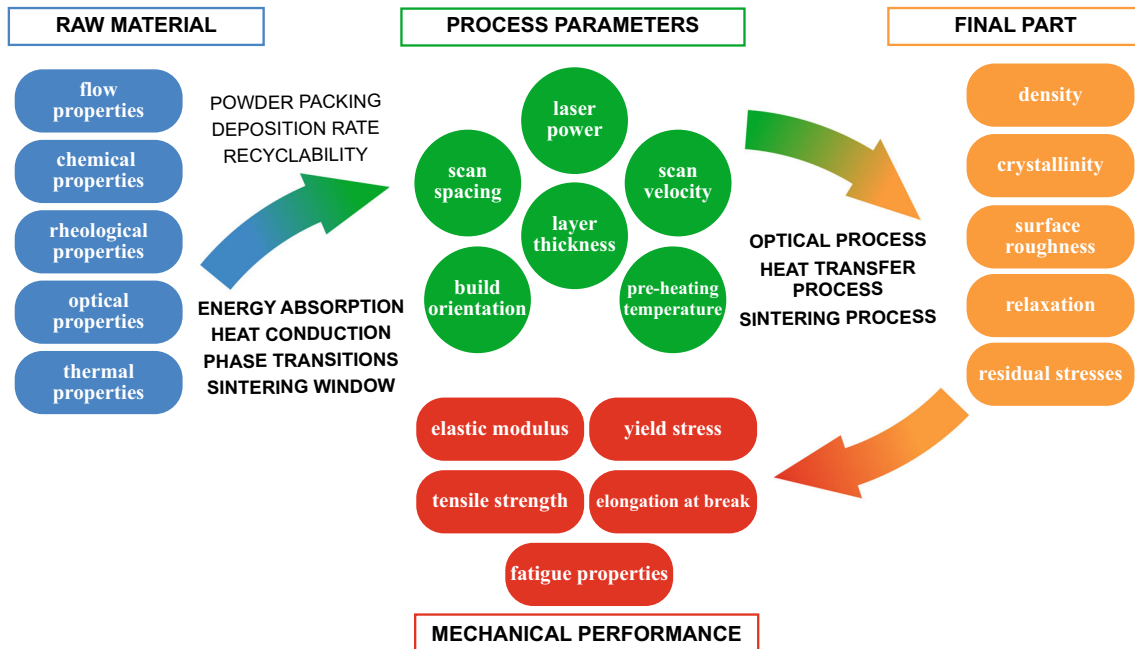 RAW MATERIAL
flow
properties
chemical
properties
rheological
properties
optical
properties
thermal
properties
POWDER PACKING
DEPOSITION RATE
RECYCLABILITY
ENERGY ABSORPTION
HEAT CONDUCTION
PHASE TRANSITIONS
SINTERING WINDOW
PROCESS PARAMETERS
laser
power
scan
spacing
scan
velocity
layer
thickness
build
orientation
pre-heating
temperature
OPTICAL PROCESS
HEAT TRANSFER
PROCESS
SINTERING PROCESS
FINAL PART
density
crystallinity
surface
roughness
relaxation
residual stresses
elastic modulus
yield stress
tensile strength
elongation at break
fatigue properties
MECHANICAL PERFORMANCE